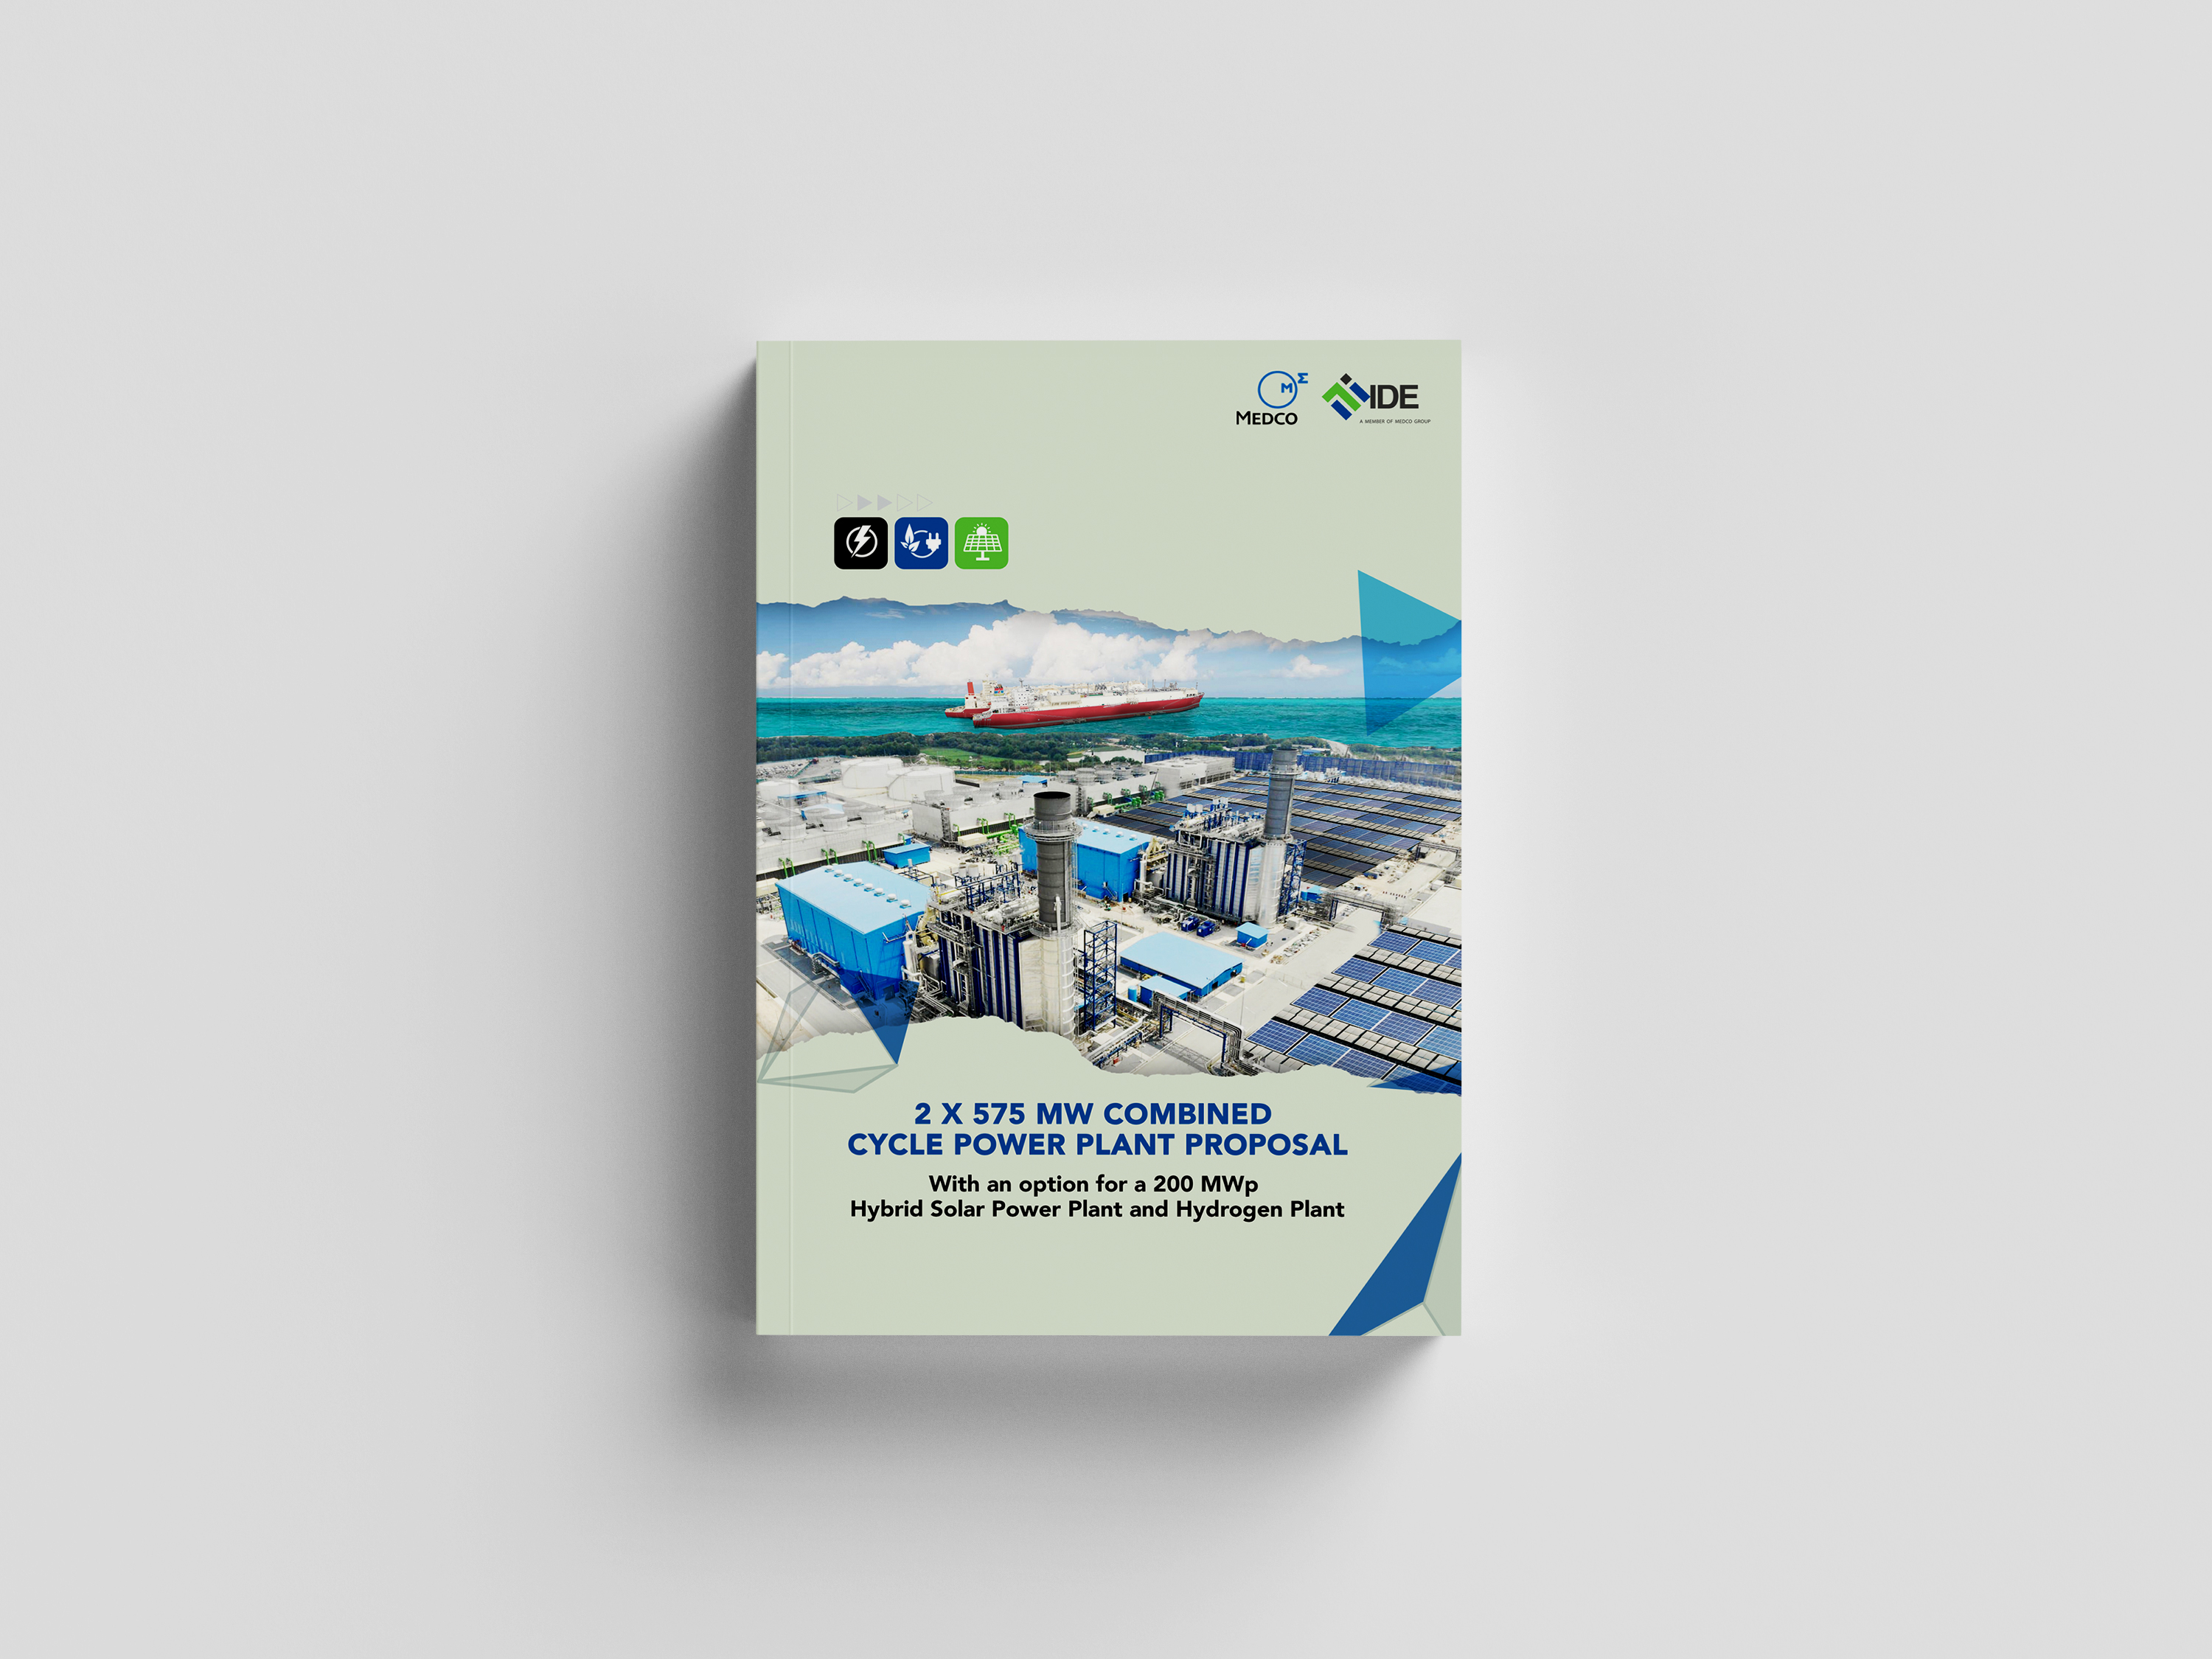 M E
MEDCO
IDE
A MEMBER OF MEDCO GROUP
2 X 575 MW COMBINED
CYCLE POWER PLANT PROPOSAL
With an option for a 200 MWp
Hybrid Solar Power Plant and Hydrogen Plant